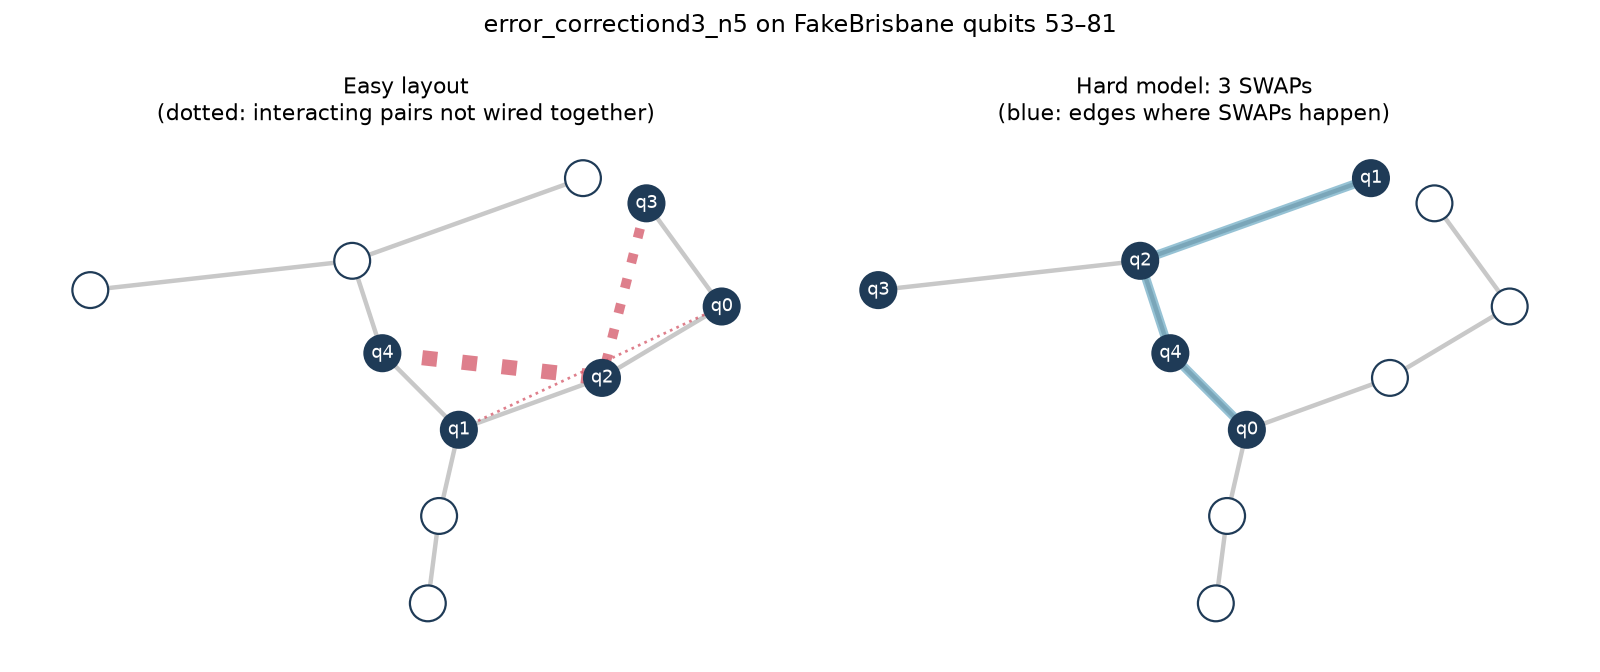 error_correctiond3_n5 on FakeBrisbane qubits 53–81
Easy layout
(dotted: interacting pairs not wired together)
q3
q0
q4
q2
q1
Hard model: 3 SWAPs
(blue: edges where SWAPs happen)
q1
q2
q3
q4
q0